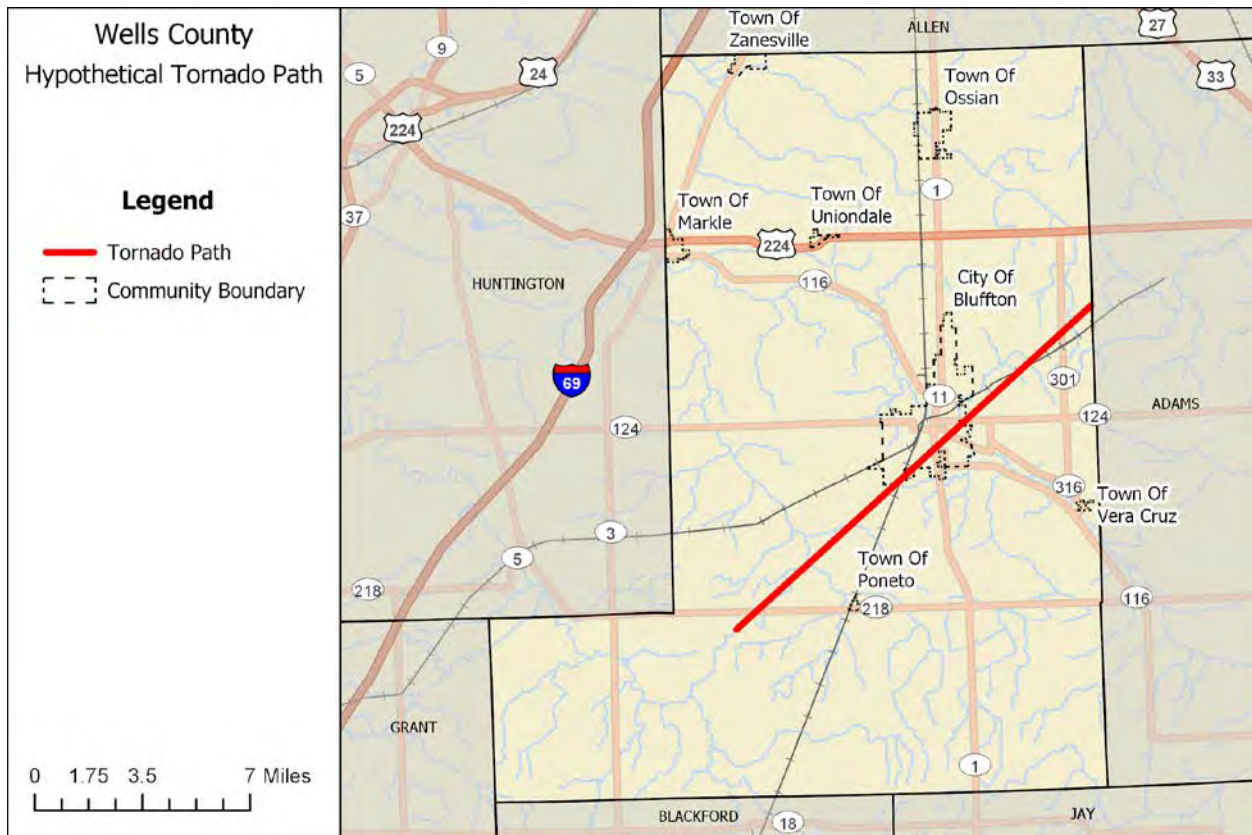 Wells County
Hypothetical Tornado Path
Legend
Tornado Path
Community Boundary
0 1.75 3.5 7 Miles
Town Of
Zanesville
ALLEN
27
9
5
24
33
Town Of
Ossian
224
1
37
Town Of
Markle
Town Of
Uniondale
224
HUNTINGTON
116
City Of
Bluffton
69
301
11
124
124
ADAMS
316
Town Of
Vera Cruz
3
5
Town Of
Poneto
218
218
116
GRANT
1
BLACKFORD
18
JAY